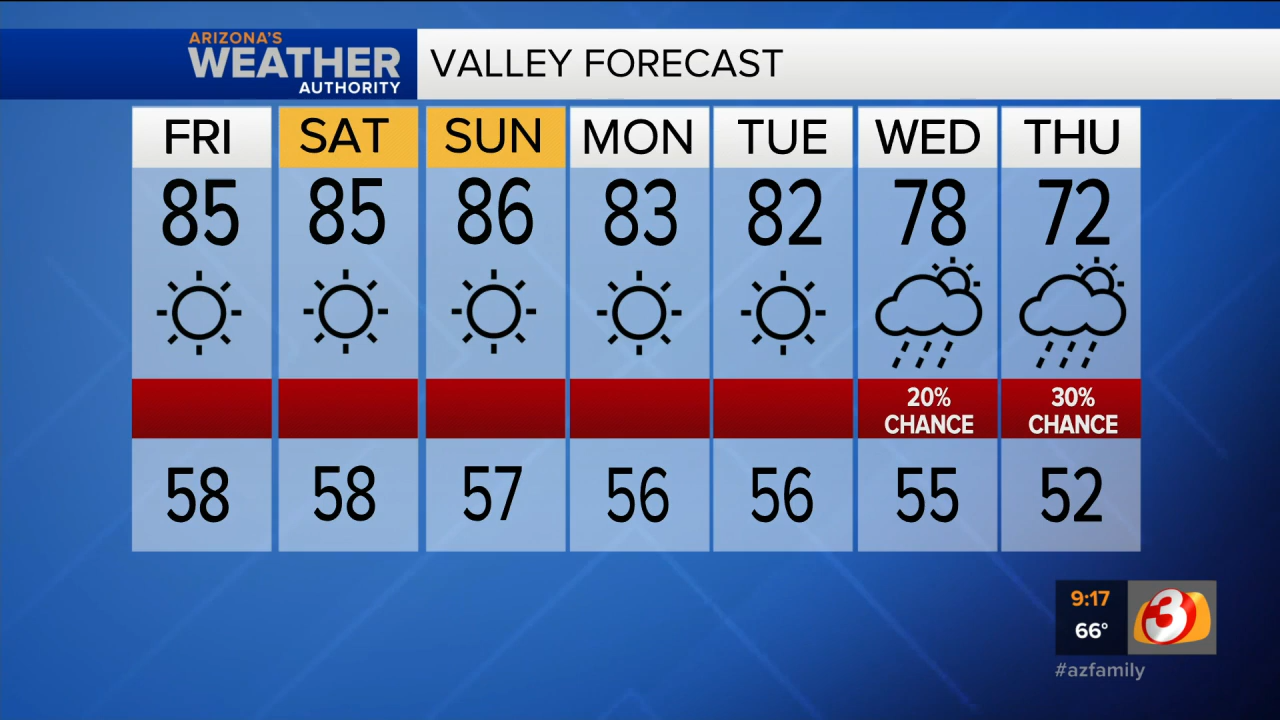 ARIZONA'S
WEATHER
AUTHORITY
VALLEY FORECAST
FRI SAT SUN MON TUE WED THU
85 85 86 83 82 78 72
20% 30%
CHANCE CHANCE
58 58 57 56 56 55 52
9:17
66°
3
#azfamily